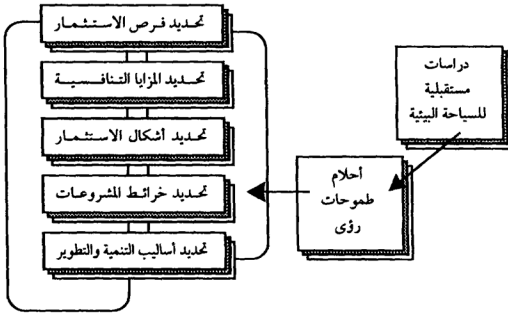 تحديد فرص الاستثمار
تحديد المزايا التنافسية
تحديد أشكال الاستثمار
تحديد خرائط المشروعات
تحديد أساليب التنمية والتطوير
دراسات
مستقبلية
للسياحة البيئية
أحلام
طموحات
رؤى